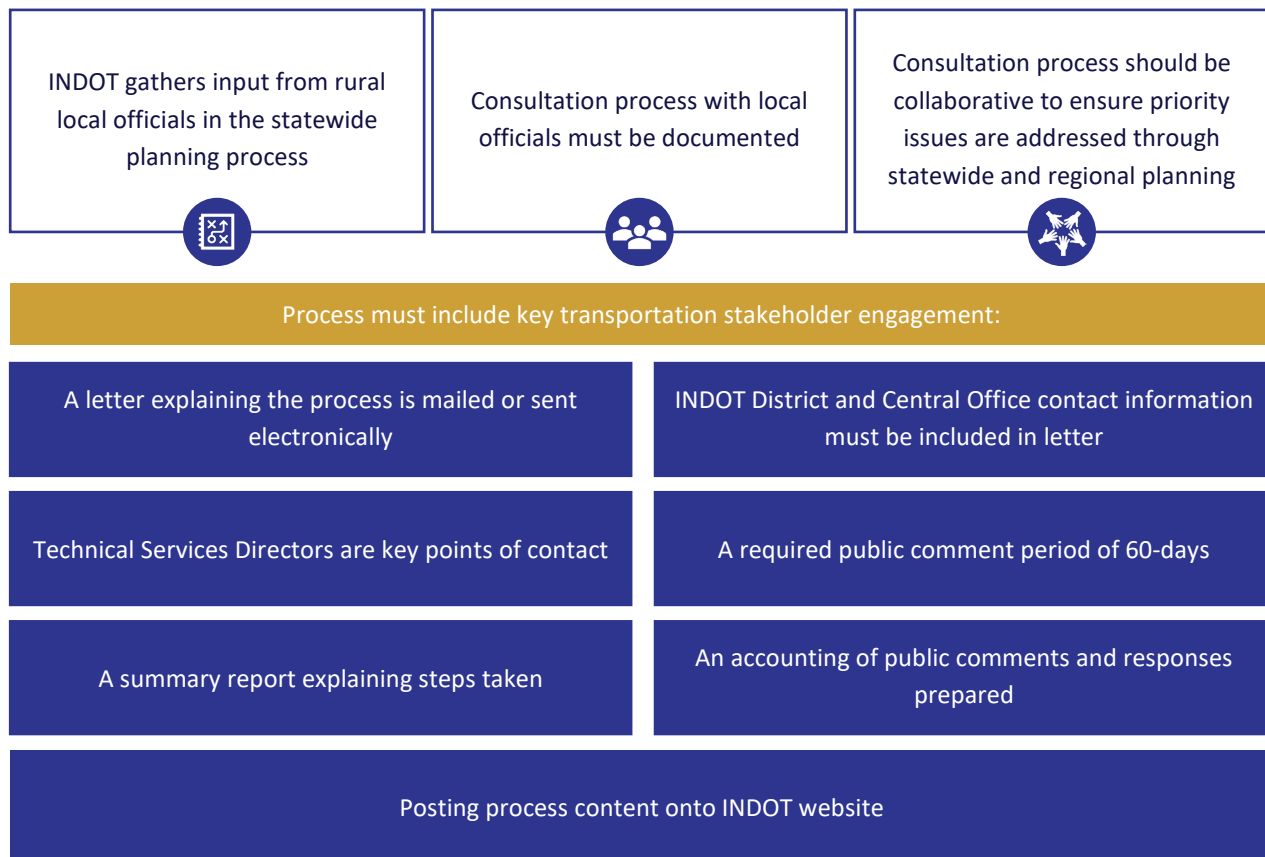 INDOT gathers input from rural
local officials in the statewide
planning process
Consultation process with local
officials must be documented
Consultation process should be
collaborative to ensure priority
issues are addressed through
statewide and regional planning
Process must include key transportation stakeholder engagement:
A letter explaining the process is mailed or sent
electronically
INDOT District and Central Office contact information
must be included in letter
Technical Services Directors are key points of contact
A required public comment period of 60-days
A summary report explaining steps taken
An accounting of public comments and responses
prepared
Posting process content onto INDOT website